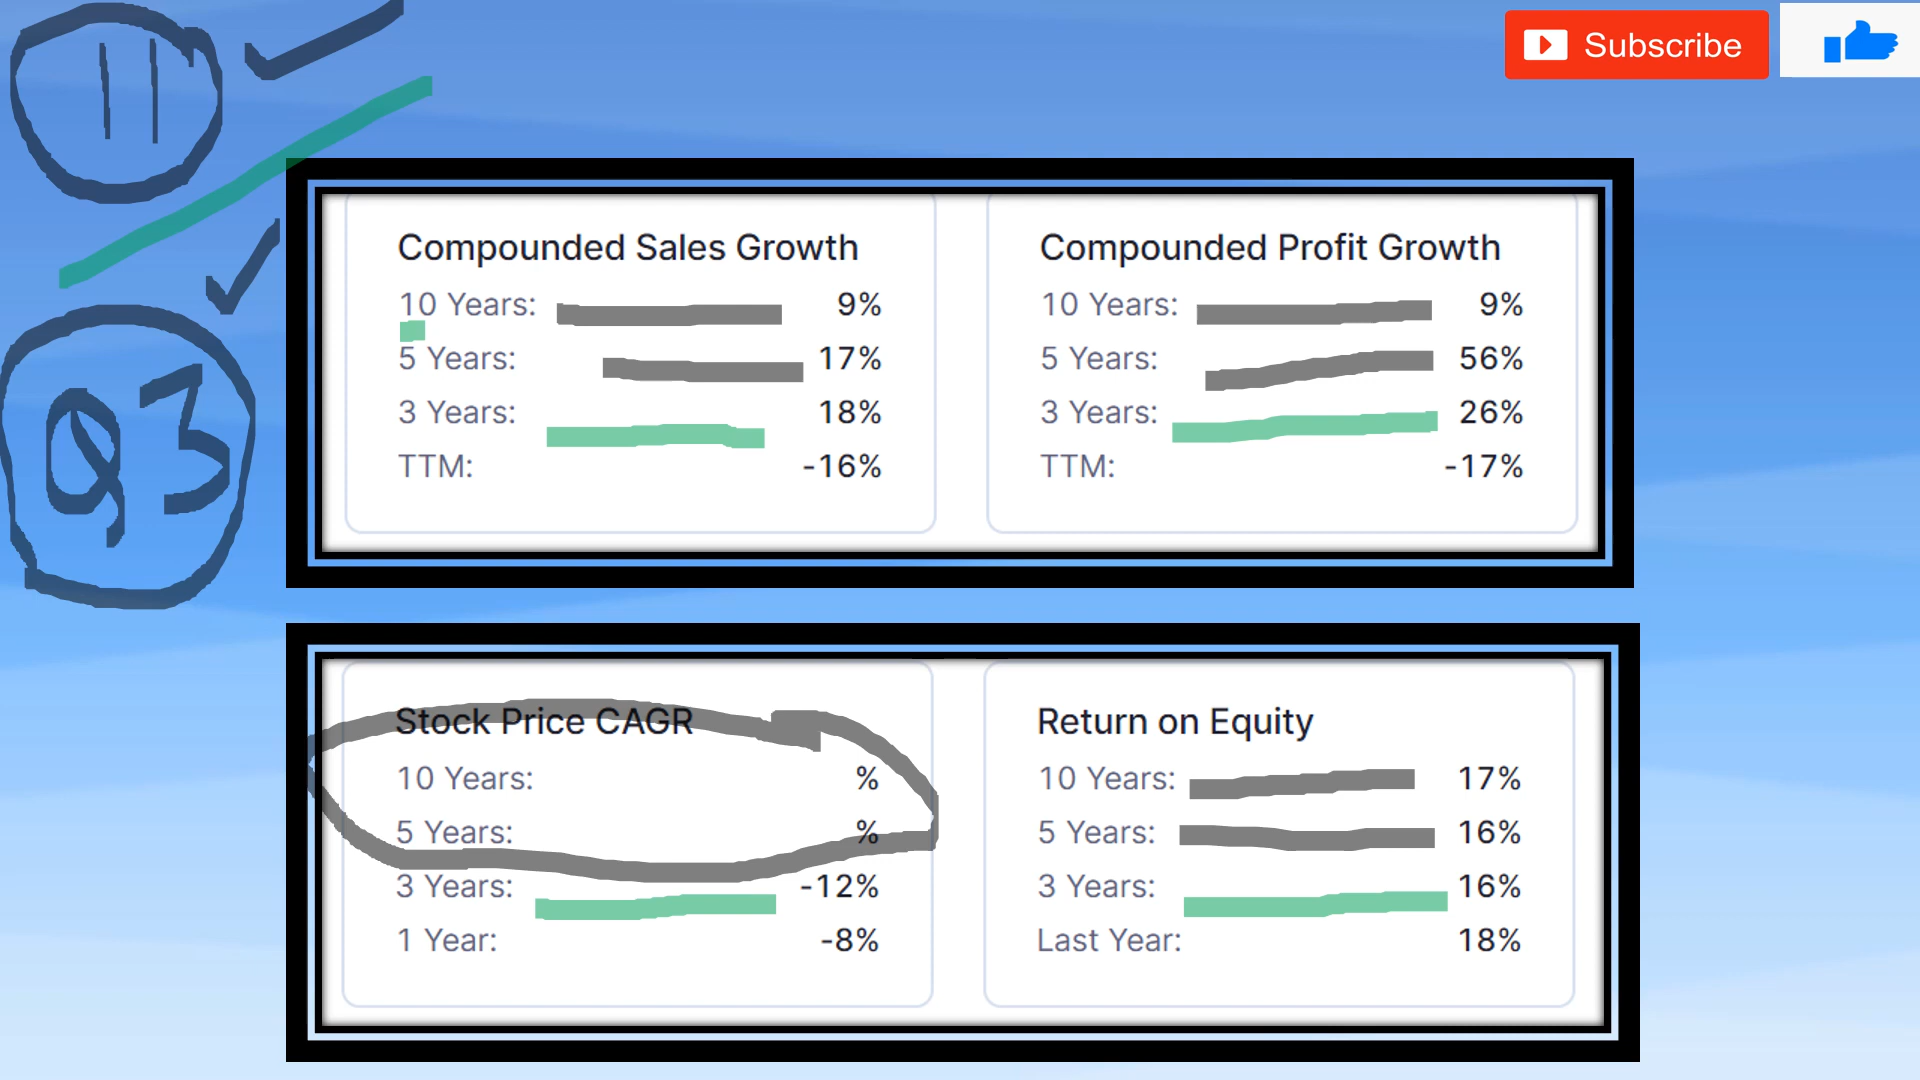 11
Subscribe
Compounded Sales Growth
10 Years: 9%
5 Years: 17%
3 Years: 18%
TTM: -16%
Compounded Profit Growth
10 Years: 9%
5 Years: 56%
3 Years: 26%
TTM: -17%
Q3
Stock Price CAGR
10 Years: %
5 Years: %
3 Years: -12%
1 Year: -8%
Return on Equity
10 Years: 17%
5 Years: 16%
3 Years: 16%
Last Year: 18%